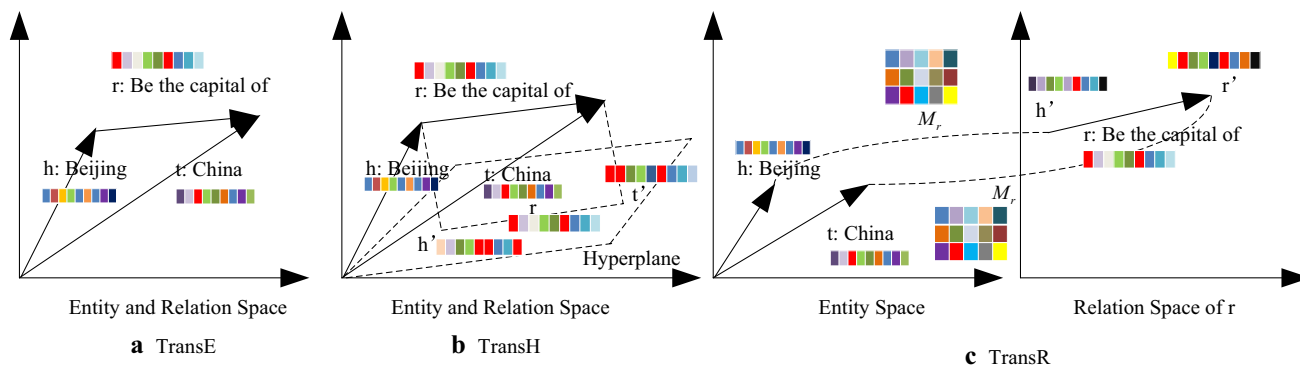 r: Be the capital of
h: Beijing
t: China
Entity and Relation Space
a TransE
r: Be the capital of
h: Beijing
t: China
t’
r
h’
Hyperplane
Entity and Relation Space
b TransH
M_r
h: Beijing
t: China
M_r
Entity Space
h’
r’
r: Be the capital of
Relation Space of r
c TransR